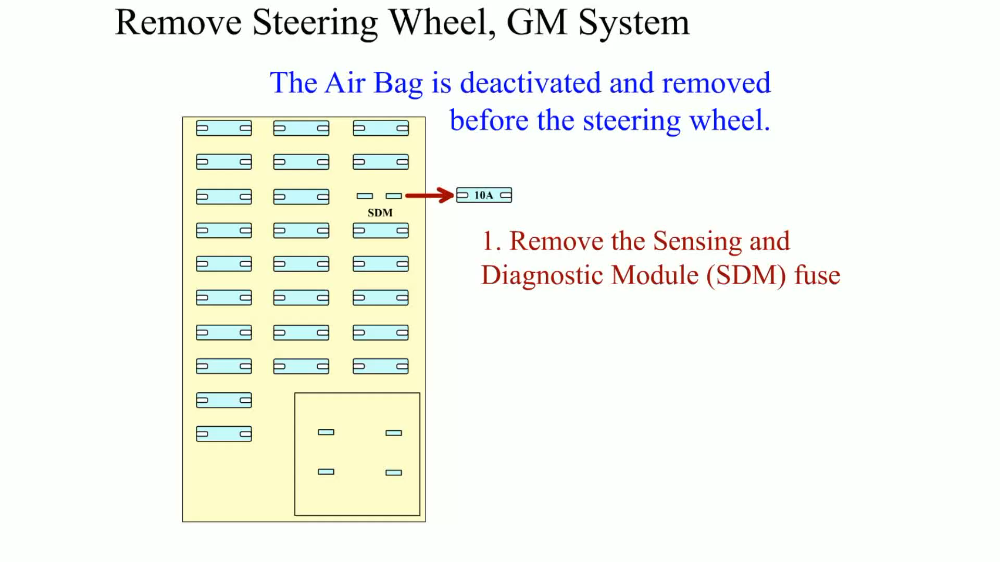 Remove Steering Wheel, GM System
The Air Bag is deactivated and removed
before the steering wheel.
10A
SDM
1. Remove the Sensing and
Diagnostic Module (SDM) fuse